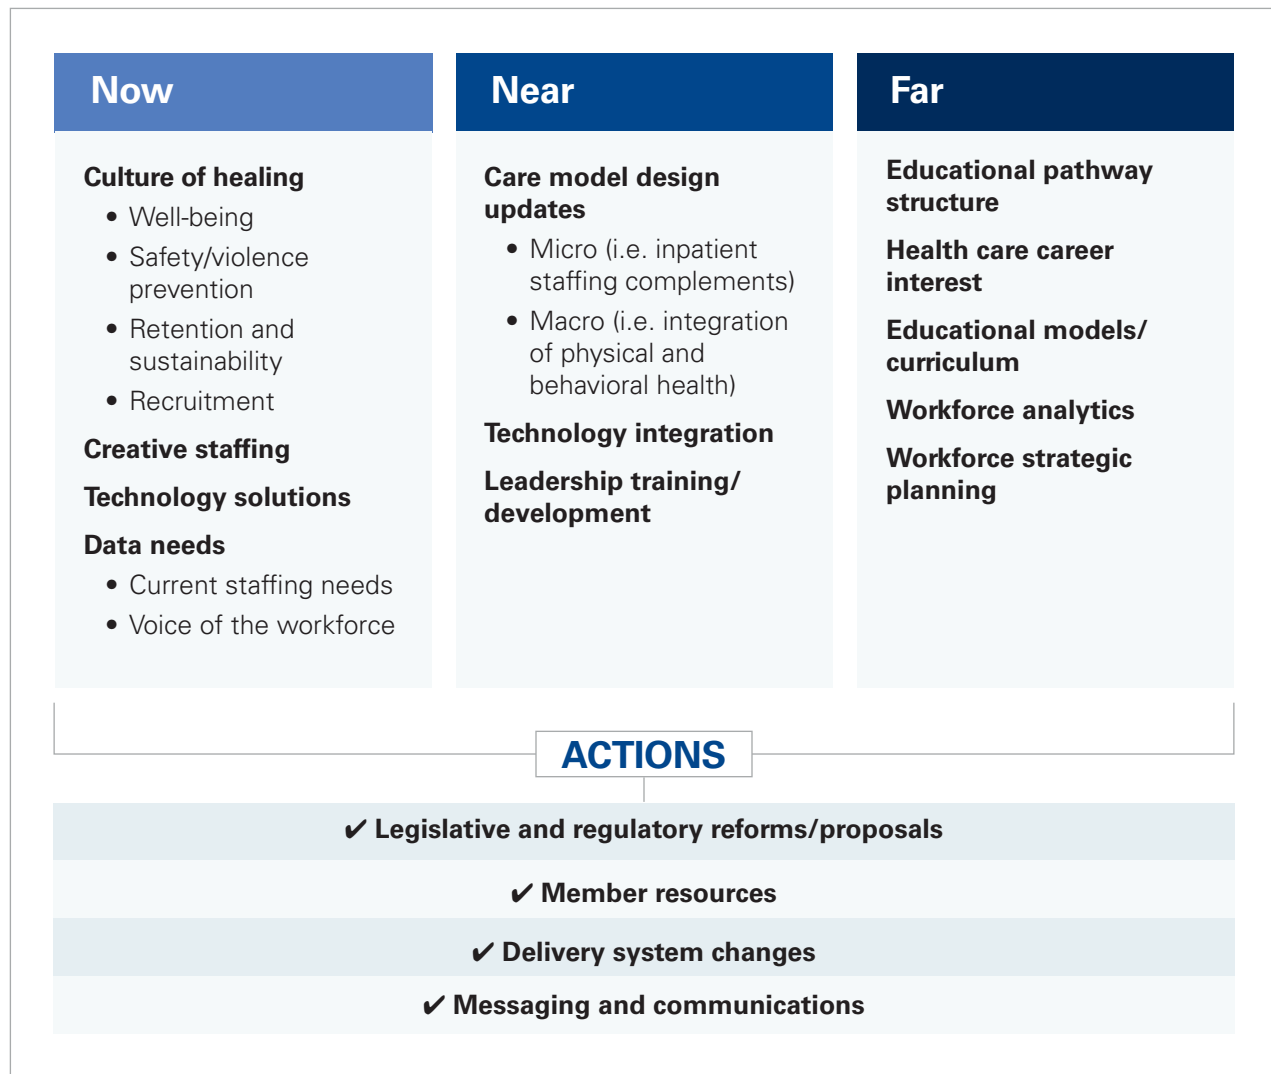 Now
Culture of healing
• Well-being
• Safety/violence
prevention
• Retention and
sustainability
• Recruitment
Creative staffing
Technology solutions
Data needs
• Current staffing needs
• Voice of the workforce
Near
Care model design
updates
• Micro (i.e. inpatient
staffing complements)
• Macro (i.e. integration
of physical and
behavioral health)
Technology integration
Leadership training/
development
Far
Educational pathway
structure
Health care career
interest
Educational models/
curriculum
Workforce analytics
Workforce strategic
planning
ACTIONS
✔ Legislative and regulatory reforms/proposals
✔ Member resources
✔ Delivery system changes
✔ Messaging and communications